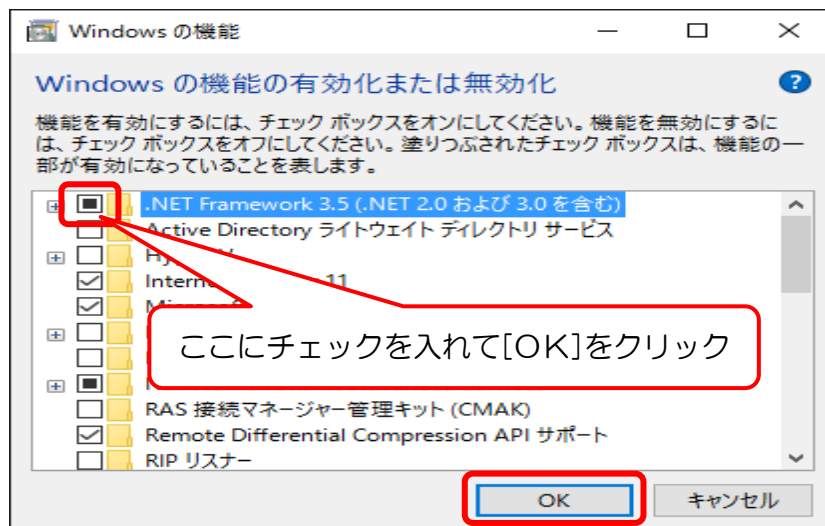 Windows の機能
Windows の機能の有効化または無効化
機能を有効にするには、チェック ボックスをオンにしてください。機能を無効にするに
は、チェック ボックスをオフにしてください。塗りつぶされたチェック ボックスは、機能の一
部が有効になっていることを表します。
.NET Framework 3.5 (.NET 2.0 および 3.0 を含む)
Active Directory ライトウェイト ディレクトリ サービス
11
ここにチェックを入れて[OK]をクリック
RAS 接続マネージャー管理キット (CMAK)
Remote Differential Compression API サポート
RIP リスナー
OK
キャンセル